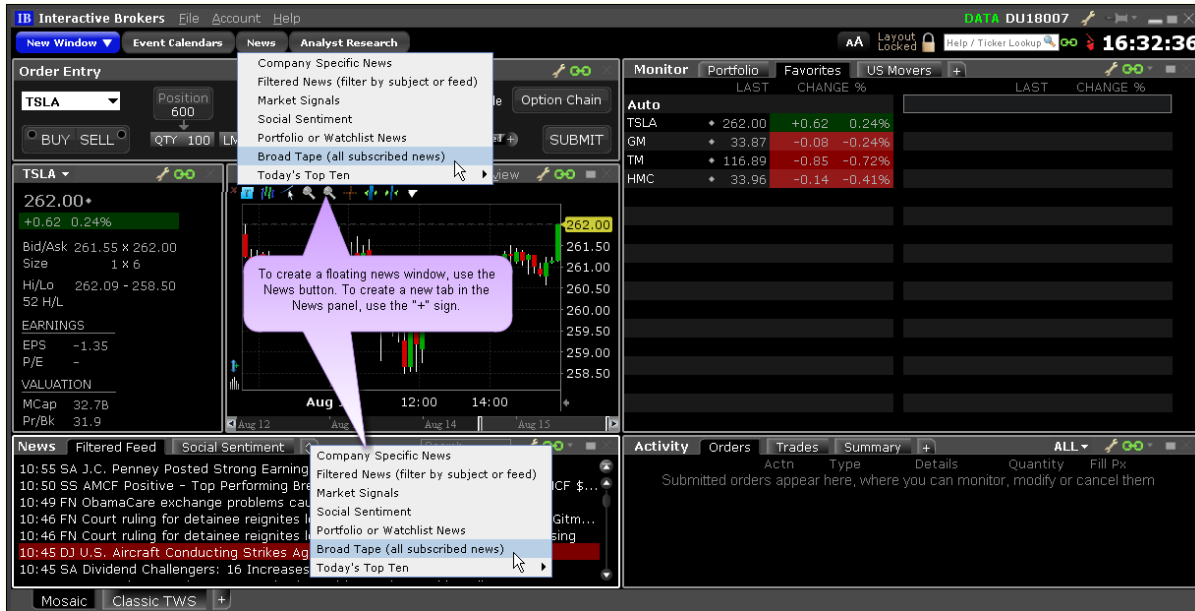 IB Interactive Brokers File Account Help DATA DU18007
New Window ▼ Event Calendars News Analyst Research AA Layout Locked Help / Ticker Lookup 16:32:36
Company Specific News
Filtered News (filter by subject or feed)
Market Signals
Social Sentiment
Portfolio or Watchlist News
Broad Tape (all subscribed news)
Today's Top Ten
Order Entry
TSLA Position Option Chain
600
BUY SELL QTY 100 SUBMIT
Monitor Portfolio Favorites US Movers +
LAST CHANGE % LAST CHANGE %
Auto
TSLA 262.00 +0.62 0.24%
GM 33.87 -0.08 -0.24%
TM 116.89 -0.85 -0.72%
HMC 33.96 -0.14 -0.41%
TSLA
262.00
+0.62 0.24%
Bid/Ask 261.55 x 262.00
Size 1 x 6
Hi/Lo 262.09 - 258.50
52 H/L
EARNINGS
EPS -1.35
P/E -
VALUATION
MCap 32.7B
Pr/Bk 31.9
262.00
261.50
261.00
260.50
260.00
259.50
259.00
258.50
Aug 12:00 14:00
Aug 12 Aug Aug 14 Aug 15
To create a floating news window, use the
News button. To create a new tab in the
News panel, use the "+" sign.
News Filtered Feed Social Sentiment
10:55 SA J.C. Penney Posted Strong Earning
10:50 SS AMCF Positive - Top Performing Bre CF $...
10:49 FN ObamaCare exchange problems cau
10:46 FN Court ruling for detainee reignites l Gitm...
10:46 FN Court ruling for detainee reignites l sing
10:45 DJ U.S. Aircraft Conducting Strikes Ag
10:45 SA Dividend Challengers: 16 Increases
Company Specific News
Filtered News (filter by subject or feed)
Market Signals
Social Sentiment
Portfolio or Watchlist News
Broad Tape (all subscribed news)
Today's Top Ten
Activity Orders Trades Summary + ALL
Actn Type Details Quantity Fill Px
Submitted orders appear here, where you can monitor, modify or cancel them
Mosaic Classic TWS +